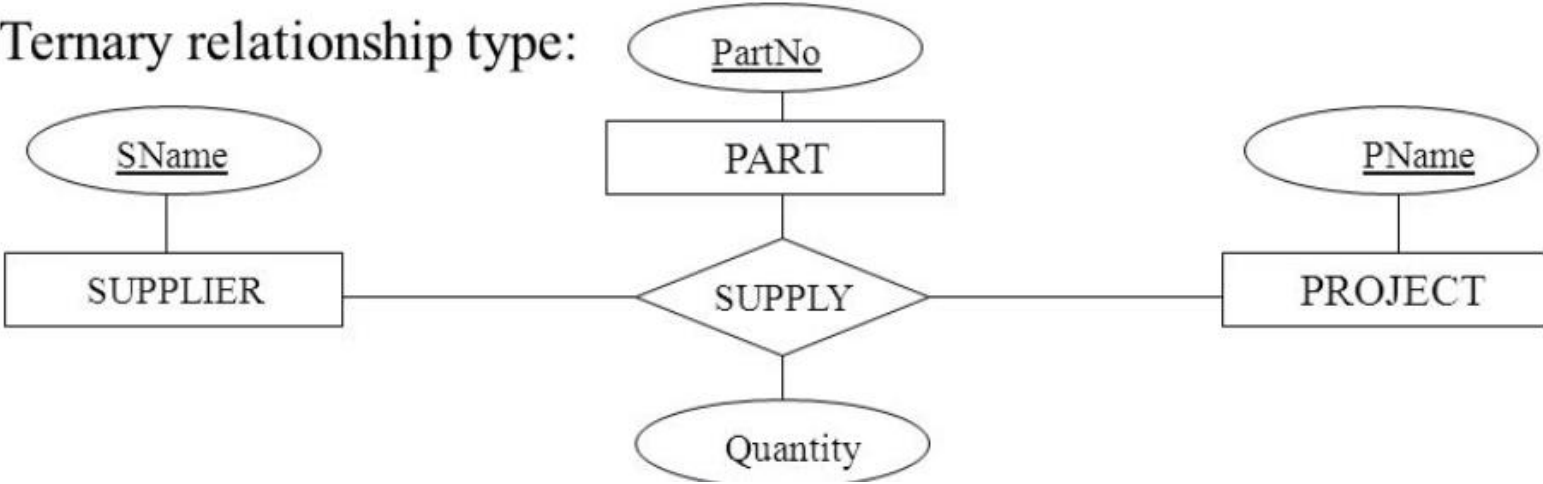 Ternary relationship type:
PartNo
SName
PART
PName
SUPPLIER
SUPPLY
PROJECT
Quantity